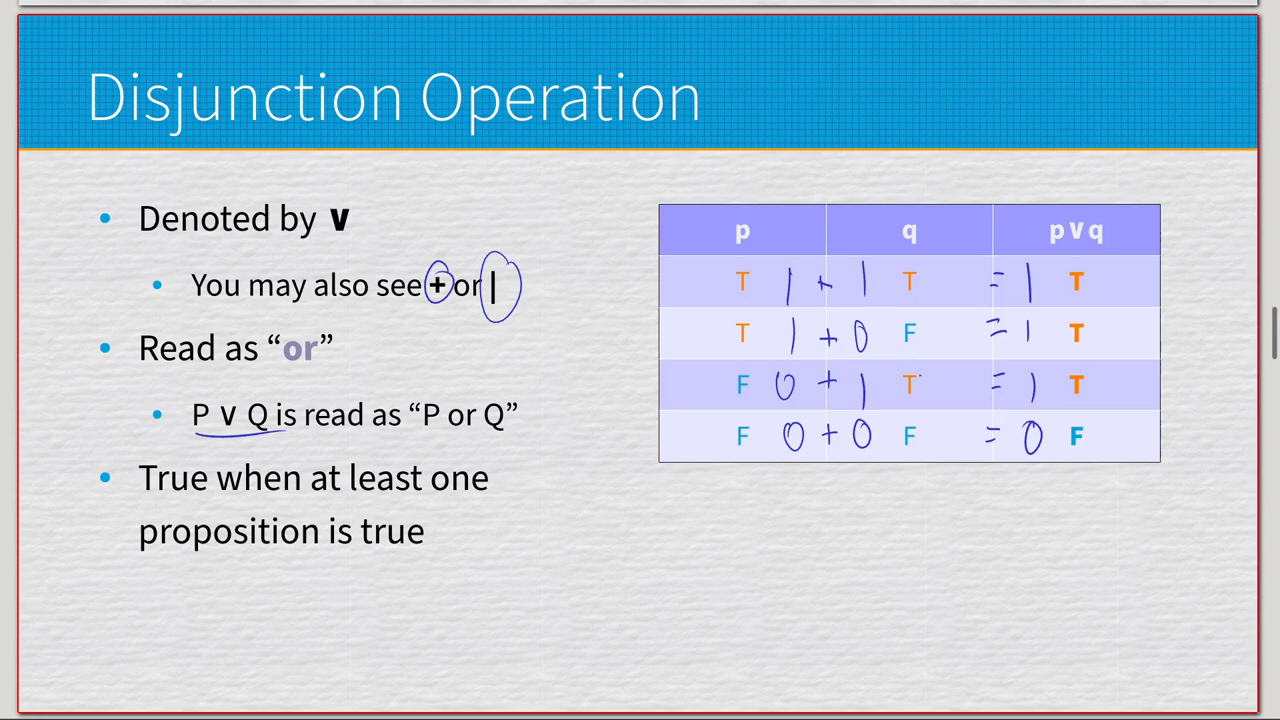 Disjunction Operation
• Denoted by ∨
• You may also see + or |
• Read as “or”
• P ∨ Q is read as “P or Q”
• True when at least one
proposition is true
p q p∨q
T 1 + 1 T = 1 T
T 1 + 0 F = 1 T
F 0 + 1 T = 1 T
F 0 + 0 F = 0 F